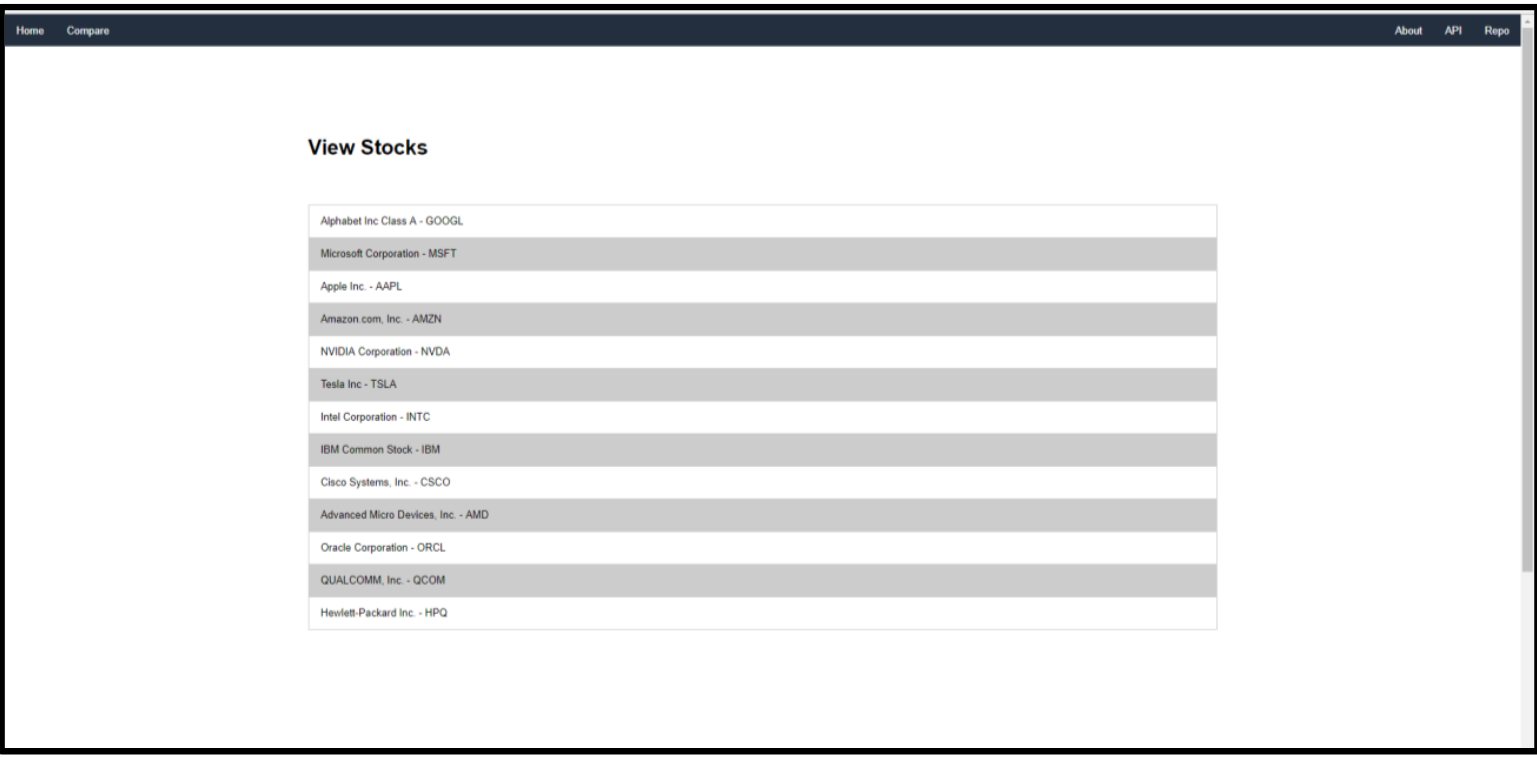 Home Compare About API Repo
View Stocks
Alphabet Inc Class A - GOOGL
Microsoft Corporation - MSFT
Apple Inc. - AAPL
Amazon.com, Inc. - AMZN
NVIDIA Corporation - NVDA
Tesla Inc - TSLA
Intel Corporation - INTC
IBM Common Stock - IBM
Cisco Systems, Inc. - CSCO
Advanced Micro Devices, Inc. - AMD
Oracle Corporation - ORCL
QUALCOMM, Inc. - QCOM
Hewlett-Packard Inc. - HPQ